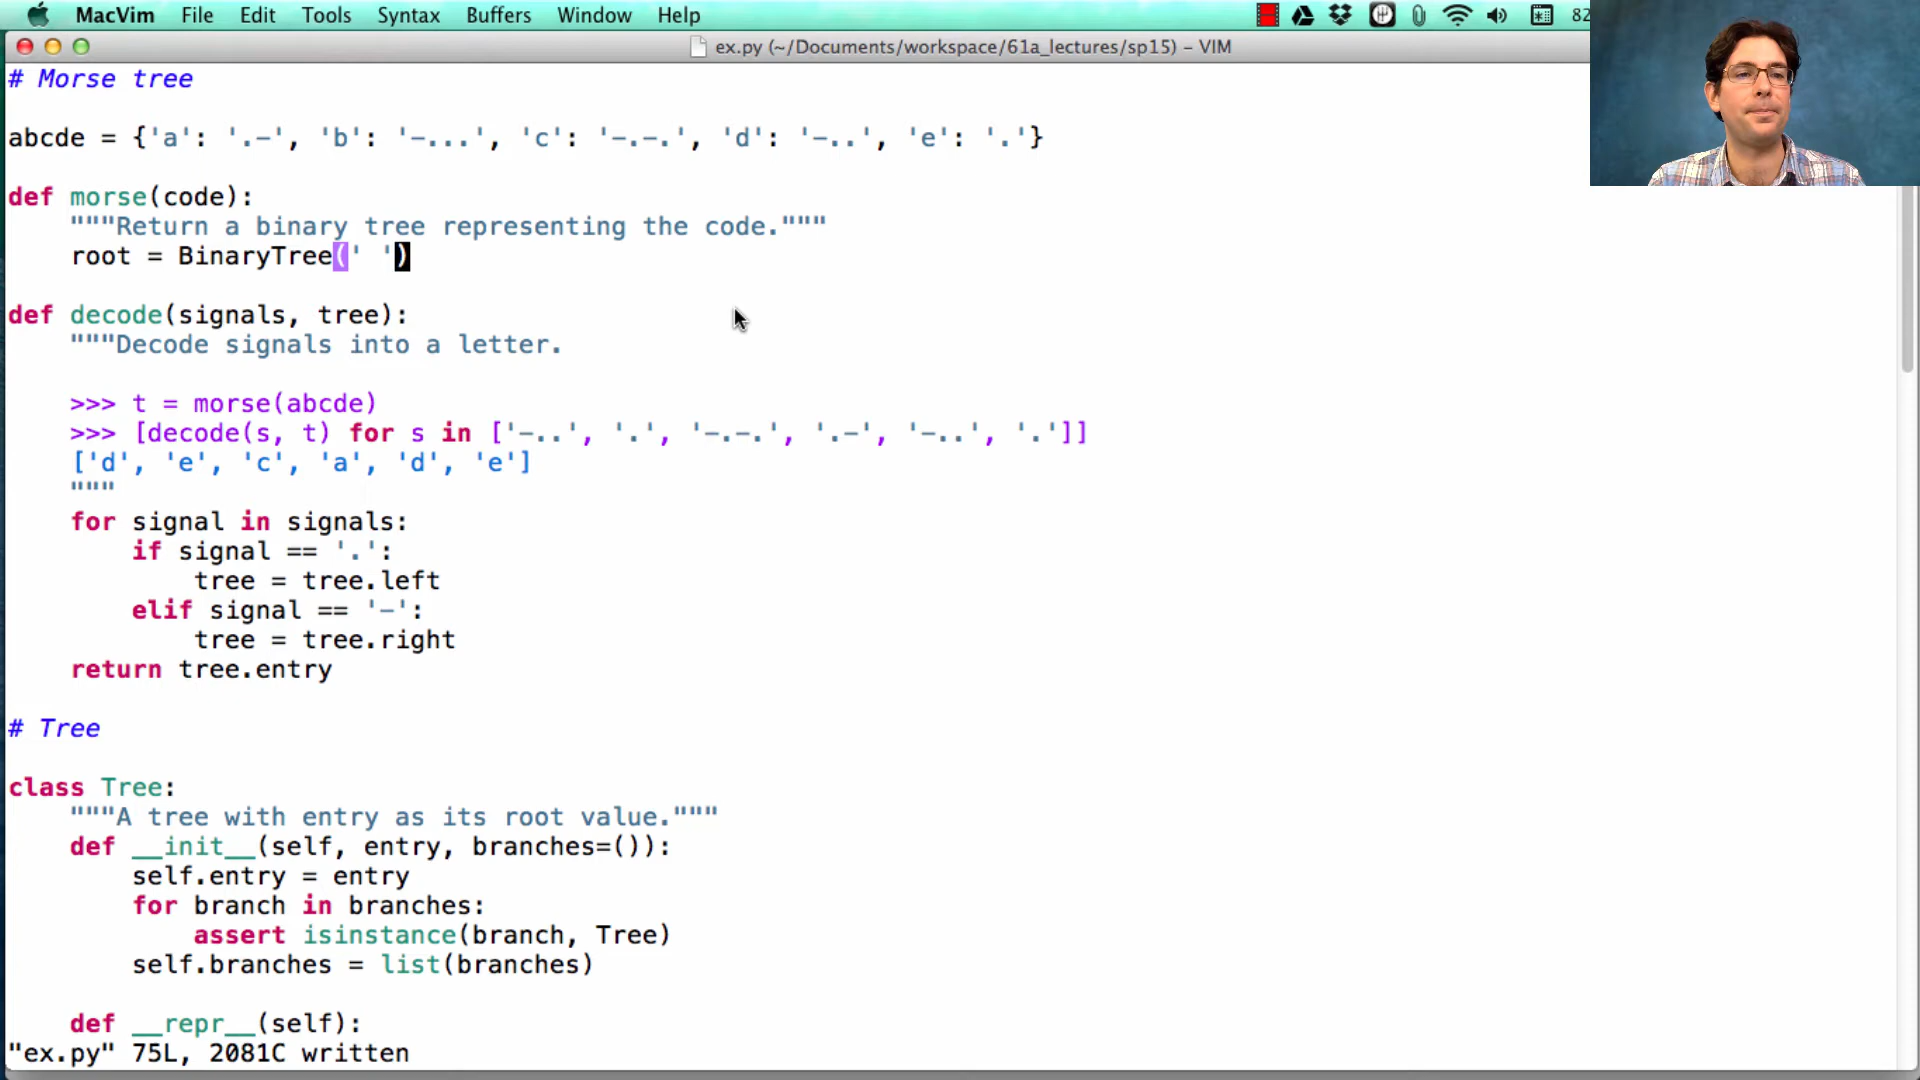 MacVim File Edit Tools Syntax Buffers Window Help 82
ex.py (~/Documents/workspace/61a_lectures/sp15) – VIM
# Morse tree
abcde = {'a': '.-', 'b': '-...', 'c': '-.-.', 'd': '-..', 'e': '.'}
def morse(code):
    """Return a binary tree representing the code."""
    root = BinaryTree(' ')
def decode(signals, tree):
    """Decode signals into a letter.
    >>> t = morse(abcde)
    >>> [decode(s, t) for s in ['-..', '.', '-.-.', '.-', '-..', '.']]
    ['d', 'e', 'c', 'a', 'd', 'e']
    """
    for signal in signals:
        if signal == '.':
            tree = tree.left
        elif signal == '-':
            tree = tree.right
    return tree.entry
# Tree
class Tree:
    """A tree with entry as its root value."""
    def __init__(self, entry, branches=()):
        self.entry = entry
        for branch in branches:
            assert isinstance(branch, Tree)
        self.branches = list(branches)
    def __repr__(self):
"ex.py" 75L, 2081C written